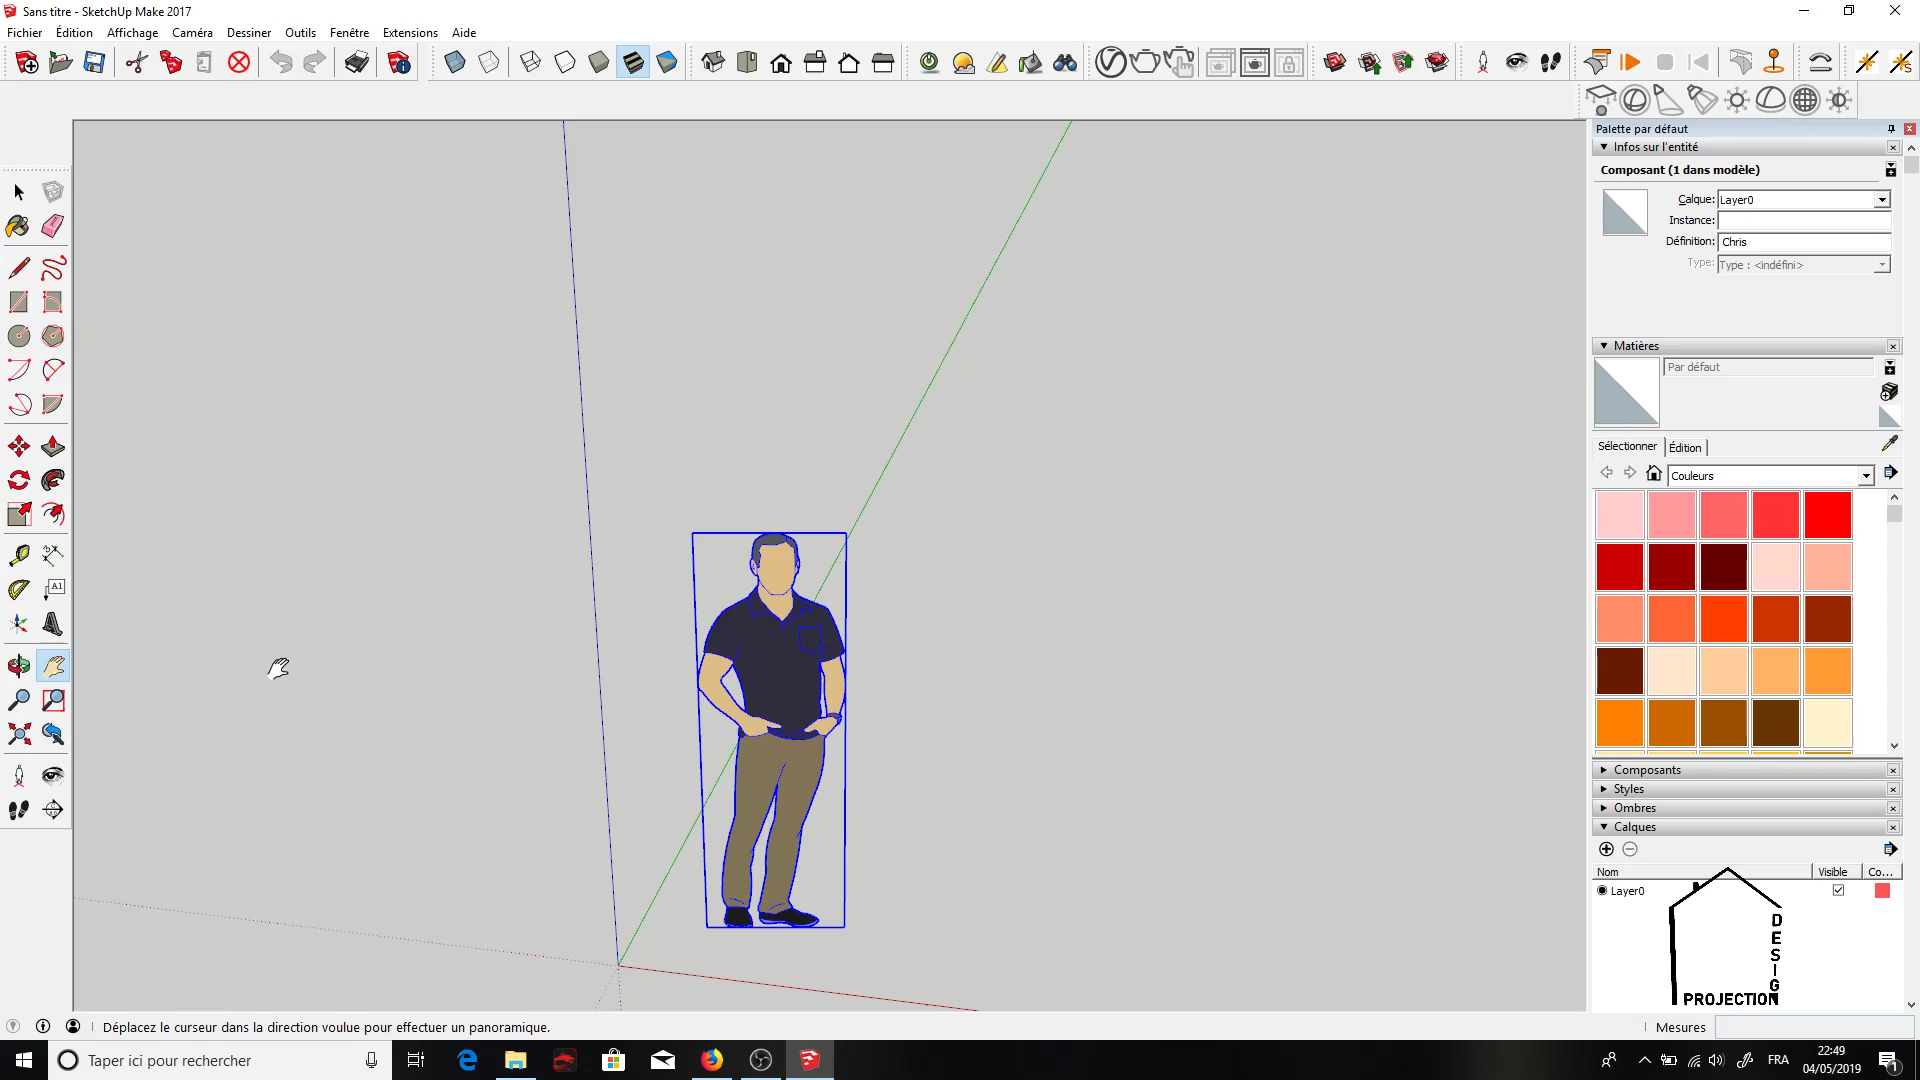 Sans titre - SketchUp Make 2017
Fichier Édition Affichage Caméra Dessiner Outils Fenêtre Extensions Aide
Palette par défaut
Infos sur l'entité
Composant (1 dans modèle)
Calque: Layer0
Instance:
Définition: Chris
Type: Type : <indéfini>
Matières
Par défaut
Sélectionner Édition
Couleurs
A1
Composants
Styles
Ombres
Calques
Nom Visible Co...
Layer0
DESIGN
PROJECTION
Déplacez le curseur dans la direction voulue pour effectuer un panoramique.
Mesures
Taper ici pour rechercher
FRA
22:49
04/05/2019
1